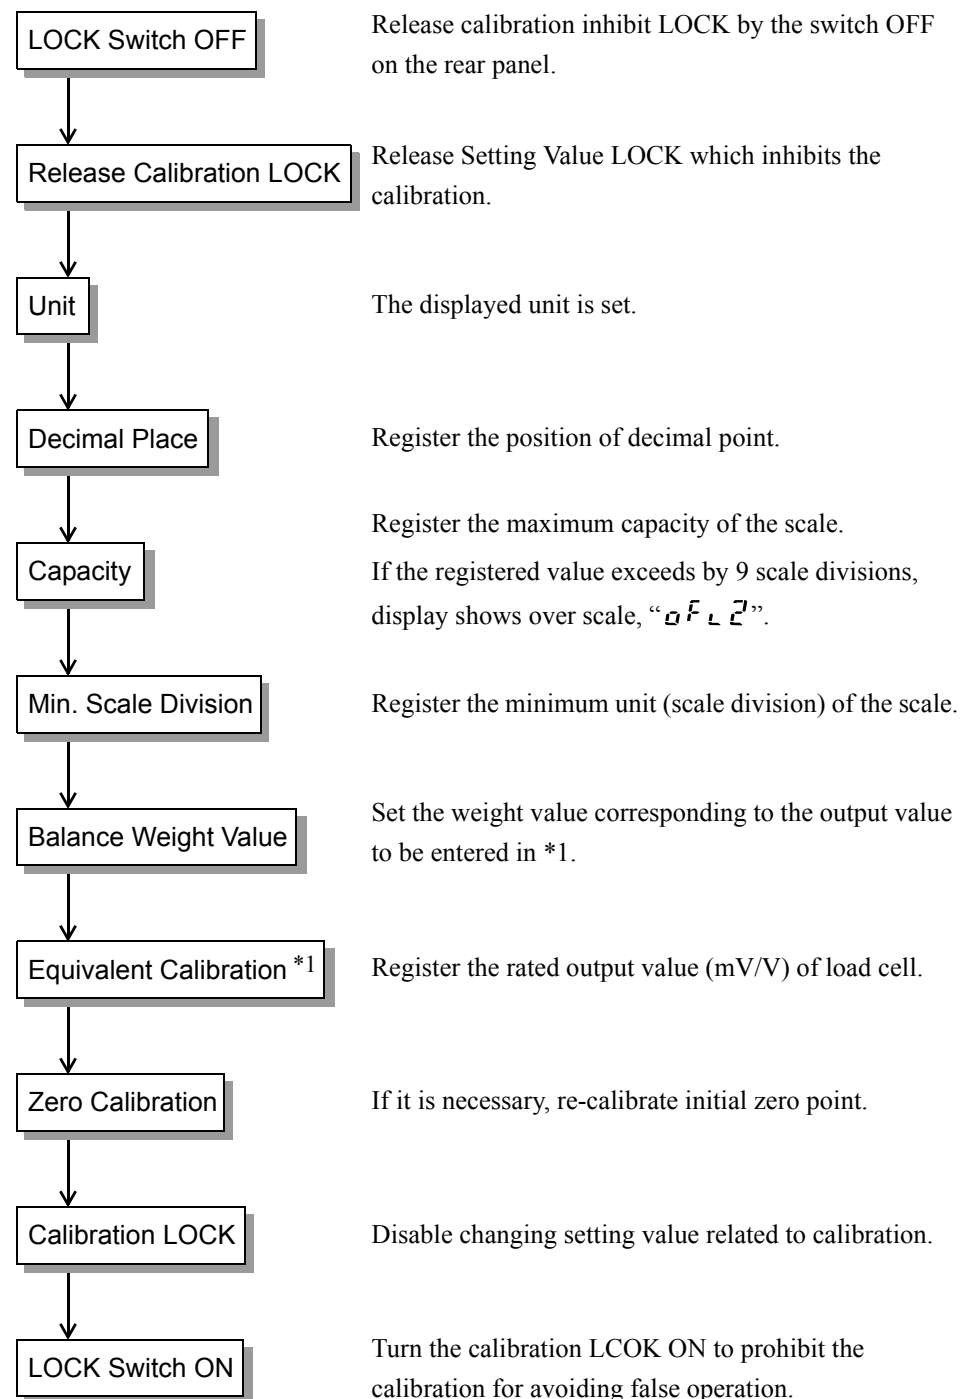 LOCK Switch OFF
Release calibration inhibit LOCK by the switch OFF
on the rear panel.
Release Calibration LOCK
Release Setting Value LOCK which inhibits the
calibration.
Unit
The displayed unit is set.
Decimal Place
Register the position of decimal point.
Capacity
Register the maximum capacity of the scale.
If the registered value exceeds by 9 scale divisions,
display shows over scale, “oFL2”.
Min. Scale Division
Register the minimum unit (scale division) of the scale.
Balance Weight Value
Set the weight value corresponding to the output value
to be entered in *1.
Equivalent Calibration *1
Register the rated output value (mV/V) of load cell.
Zero Calibration
If it is necessary, re-calibrate initial zero point.
Calibration LOCK
Disable changing setting value related to calibration.
LOCK Switch ON
Turn the calibration LCOK ON to prohibit the
calibration for avoiding false operation.